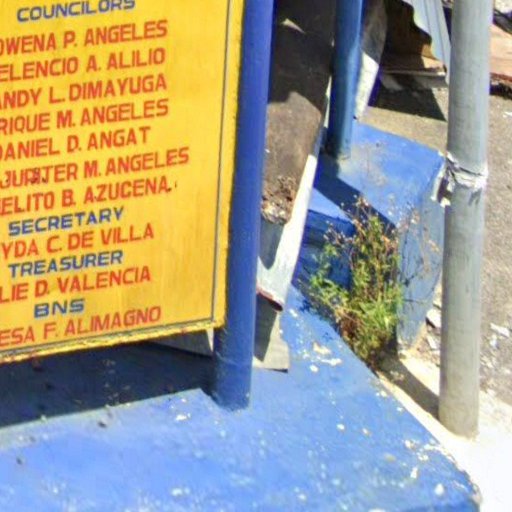 COUNCILORS
OWENA P. ANGELES
ELENCIO A. ALILIO
ANDY L. DIMAYUGA
RIQUE M. ANGELES
DANIEL D. ANGAT
JUPITER M. ANGELES
ELITO B. AZUCENA
SECRETARY
YDA C. DE VILLA
TREASURER
LIE D. VALENCIA
BNS
ESA F. ALIMAGNO